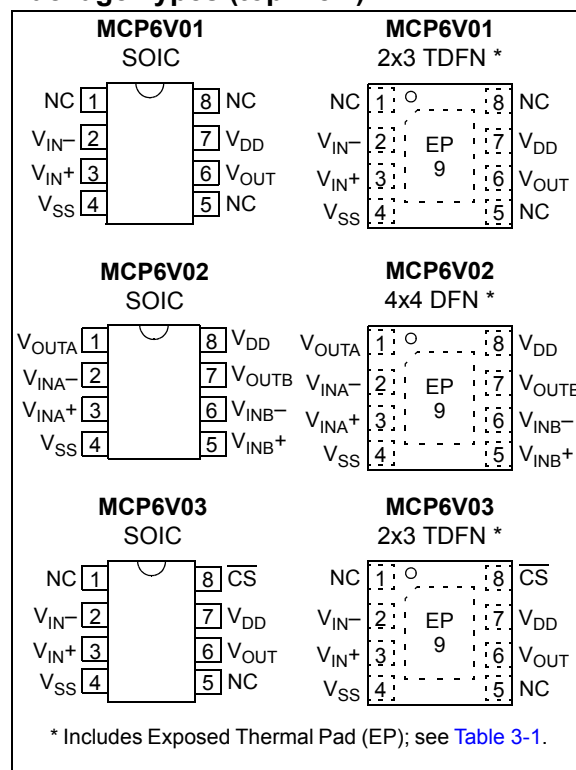 MCP6V01
SOIC
NC 1 8 NC
VIN– 2 7 VDD
VIN+ 3 6 VOUT
VSS 4 5 NC
MCP6V01
2x3 TDFN *
NC 1 8 NC
VIN– 2 EP 7 VDD
VIN+ 3 9 6 VOUT
VSS 4 5 NC
MCP6V02
SOIC
VOUTA 1 8 VDD
VINA– 2 7 VOUTB
VINA+ 3 6 VINB–
VSS 4 5 VINB+
MCP6V02
4x4 DFN *
VOUTA 1 8 VDD
VINA– 2 EP 7 VOUTB
VINA+ 3 9 6 VINB–
VSS 4 5 VINB+
MCP6V03
SOIC
NC 1 8 CS
VIN– 2 7 VDD
VIN+ 3 6 VOUT
VSS 4 5 NC
MCP6V03
2x3 TDFN *
NC 1 8 CS
VIN– 2 EP 7 VDD
VIN+ 3 9 6 VOUT
VSS 4 5 NC
* Includes Exposed Thermal Pad (EP); see Table 3-1.